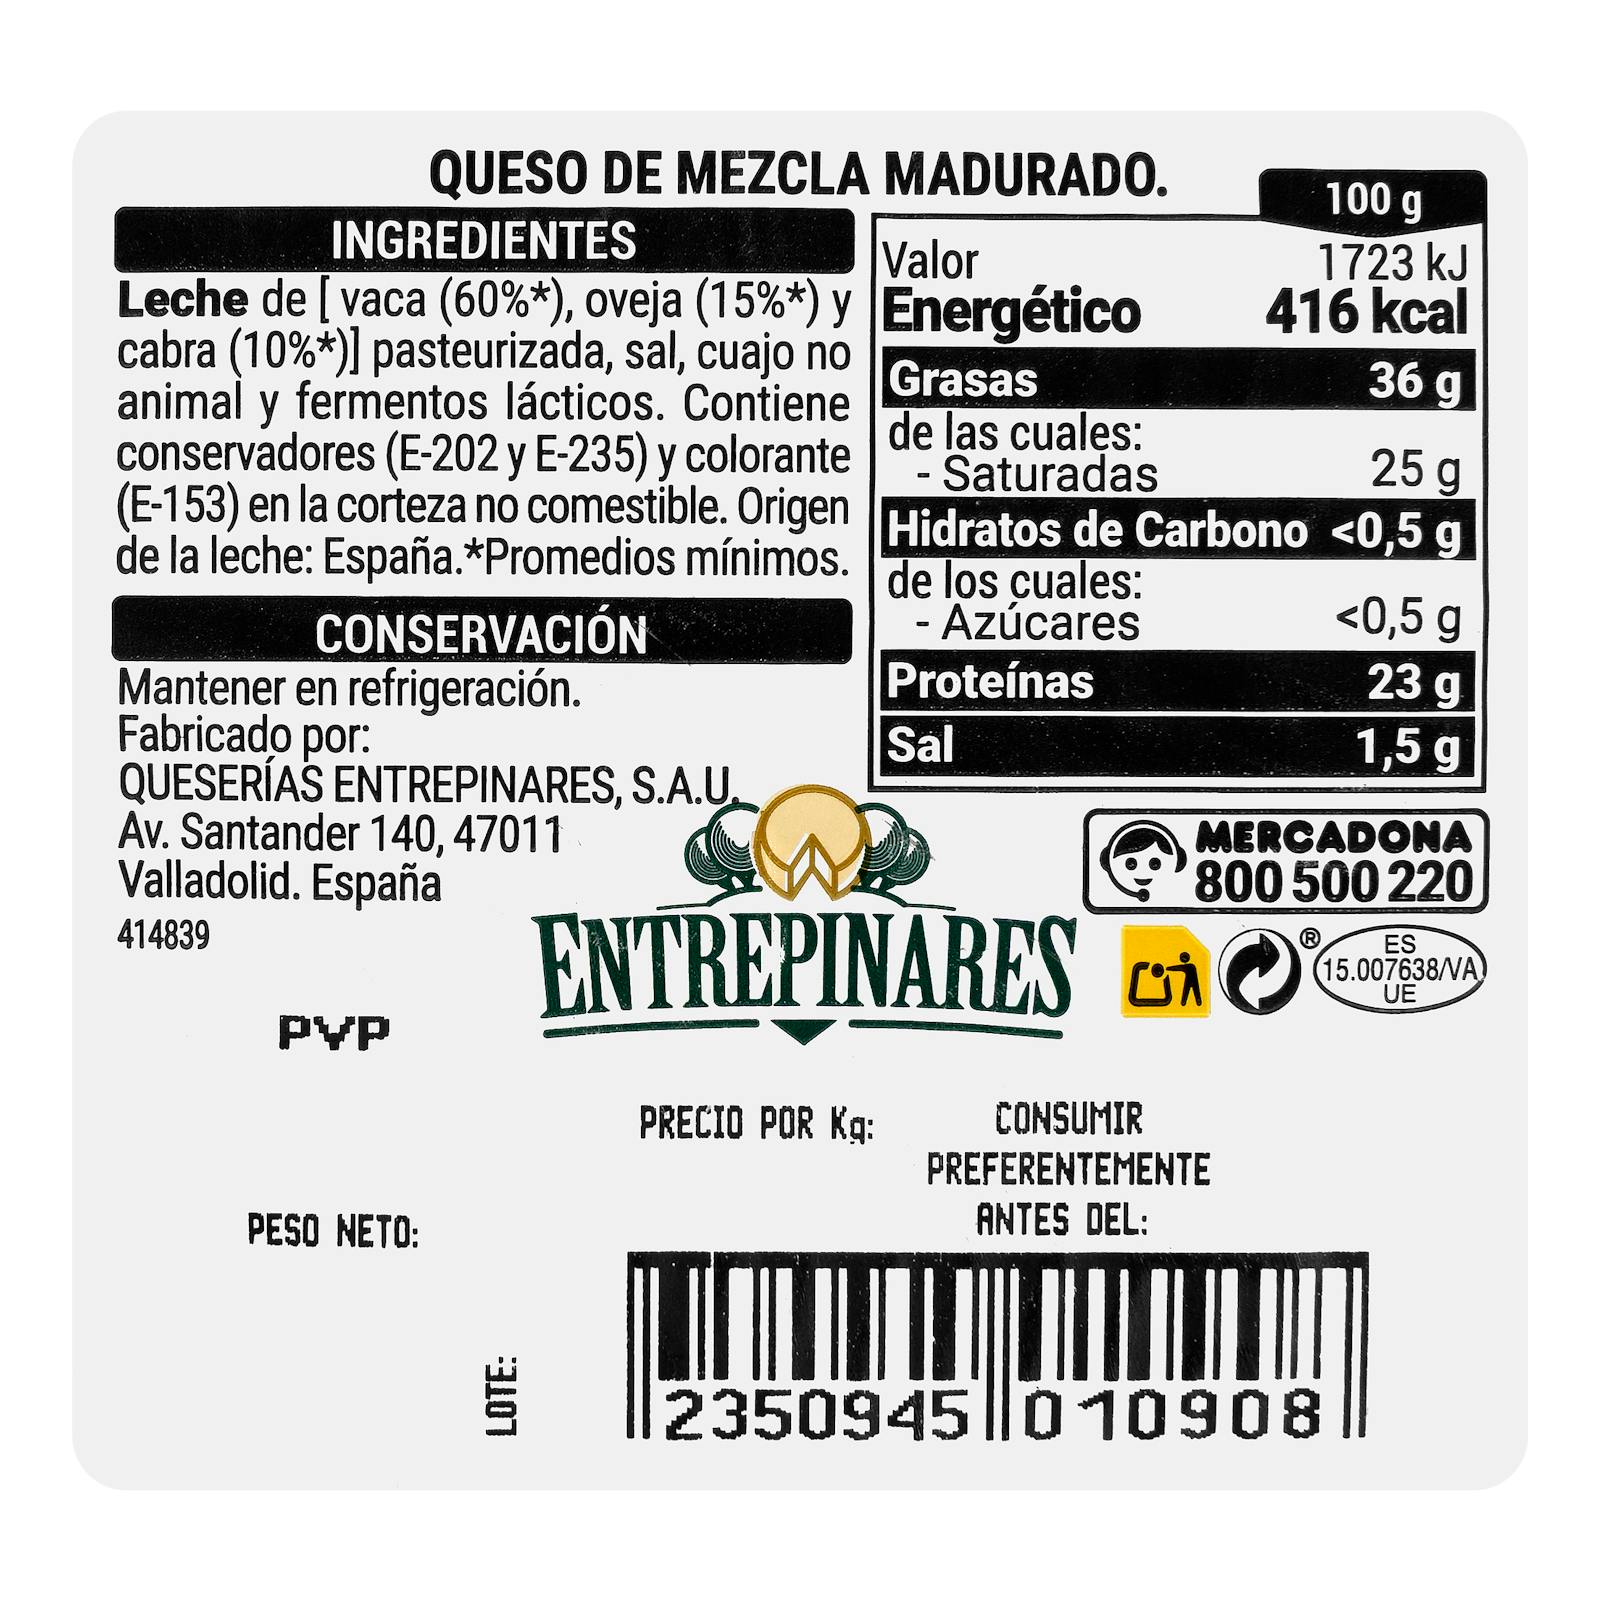 QUESO DE MEZCLA MADURADO.
INGREDIENTES
Leche de [ vaca (60%*), oveja (15%*) y
cabra (10%*)] pasteurizada, sal, cuajo no
animal y fermentos lácticos. Contiene
conservadores (E-202 y E-235) y colorante
(E-153) en la corteza no comestible. Origen
de la leche: España.*Promedios mínimos.
CONSERVACIÓN
Mantener en refrigeración.
Fabricado por:
QUESERÍAS ENTREPINARES, S.A.U.
Av. Santander 140, 47011
Valladolid. España
414839
100 g
Valor 1723 kJ
Energético 416 kcal
Grasas 36 g
de las cuales:
- Saturadas 25 g
Hidratos de Carbono <0,5 g
de los cuales:
- Azúcares <0,5 g
Proteínas 23 g
Sal 1,5 g
MERCADONA
800 500 220
ENTREPINARES
®
ES
15.007638/VA
UE
PVP
PRECIO POR Kg:
CONSUMIR
PREFERENTEMENTE
ANTES DEL:
PESO NETO:
LOTE:
2350945 010908